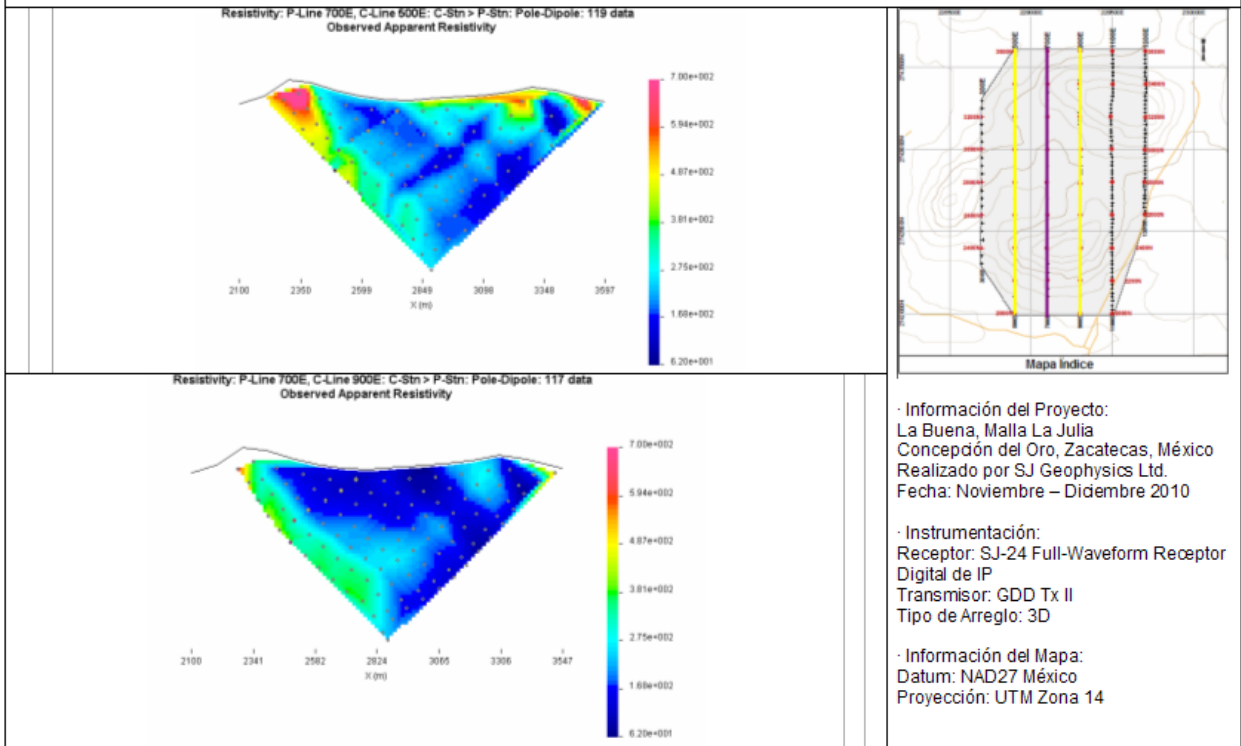 Resistivity: P-Line 700E, C-Line 500E: C-Stn > P-Stn: Pole-Dipole: 119 data
Observed Apparent Resistivity
7.00e+002
5.94e+002
4.87e+002
3.81e+002
2.75e+002
1.68e+002
6.20e+001
2100 2350 2599 2849 3098 3348 3597
X (m)
Mapa Índice
Resistivity: P-Line 700E, C-Line 900E: C-Stn > P-Stn: Pole-Dipole: 117 data
Observed Apparent Resistivity
7.00e+002
5.94e+002
4.87e+002
3.81e+002
2.75e+002
1.68e+002
6.20e+001
2100 2341 2582 2824 3065 3306 3547
X (m)
· Información del Proyecto:
La Buena, Malla La Julia
Concepción del Oro, Zacatecas, México
Realizado por SJ Geophysics Ltd.
Fecha: Noviembre – Diciembre 2010
· Instrumentación:
Receptor: SJ-24 Full-Waveform Receptor
Digital de IP
Transmisor: GDD Tx II
Tipo de Arreglo: 3D
· Información del Mapa:
Datum: NAD27 México
Proyección: UTM Zona 14